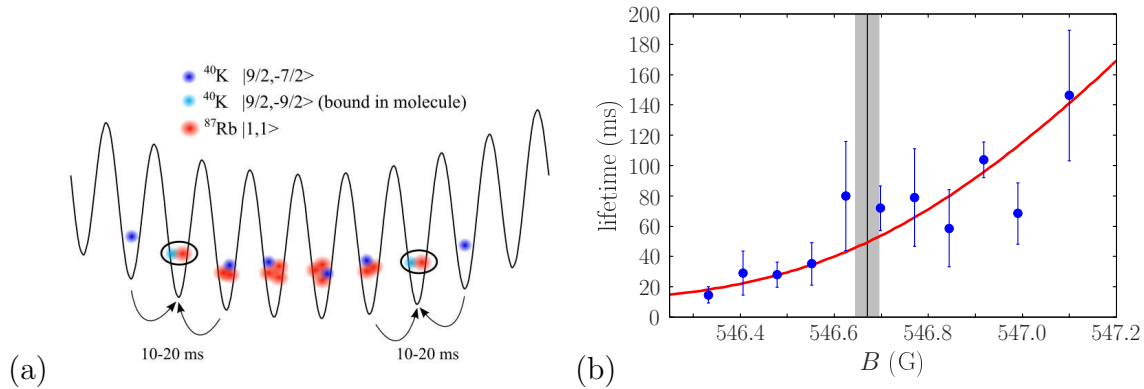 ⁴⁰K |9/2,-7/2>
⁴⁰K |9/2,-9/2> (bound in molecule)
⁸⁷Rb |1,1>
10-20 ms 10-20 ms
(a)
200
180
160
140
120
100
80
60
40
20
0
lifetime (ms)
546.4 546.6 546.8 547.0 547.2
B (G)
(b)